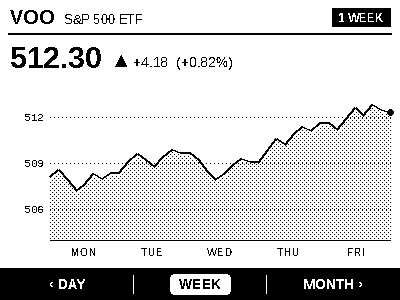 VOO S&P 500 ETF 1 WEEK
512.30 ▲ +4.18 (+0.82%)
512
509
506
MON TUE WED THU FRI
‹ DAY WEEK MONTH ›